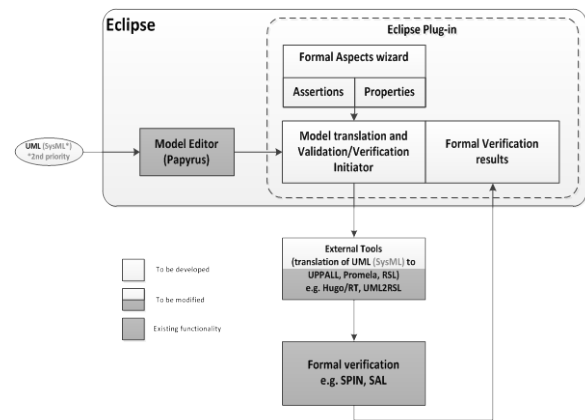 Eclipse
Eclipse Plug-in
Formal Aspects wizard
Assertions
Properties
UML (SysML*)
*2nd priority
Model Editor
(Papyrus)
Model translation and
Validation/Verification
Initiator
Formal Verification
results
External Tools
(translation of UML (SysML) to
UPPALL, Promela, RSL)
e.g. Hugo/RT, UML2RSL
To be developed
To be modified
Existing functionality
Formal verification
e.g. SPIN, SAL